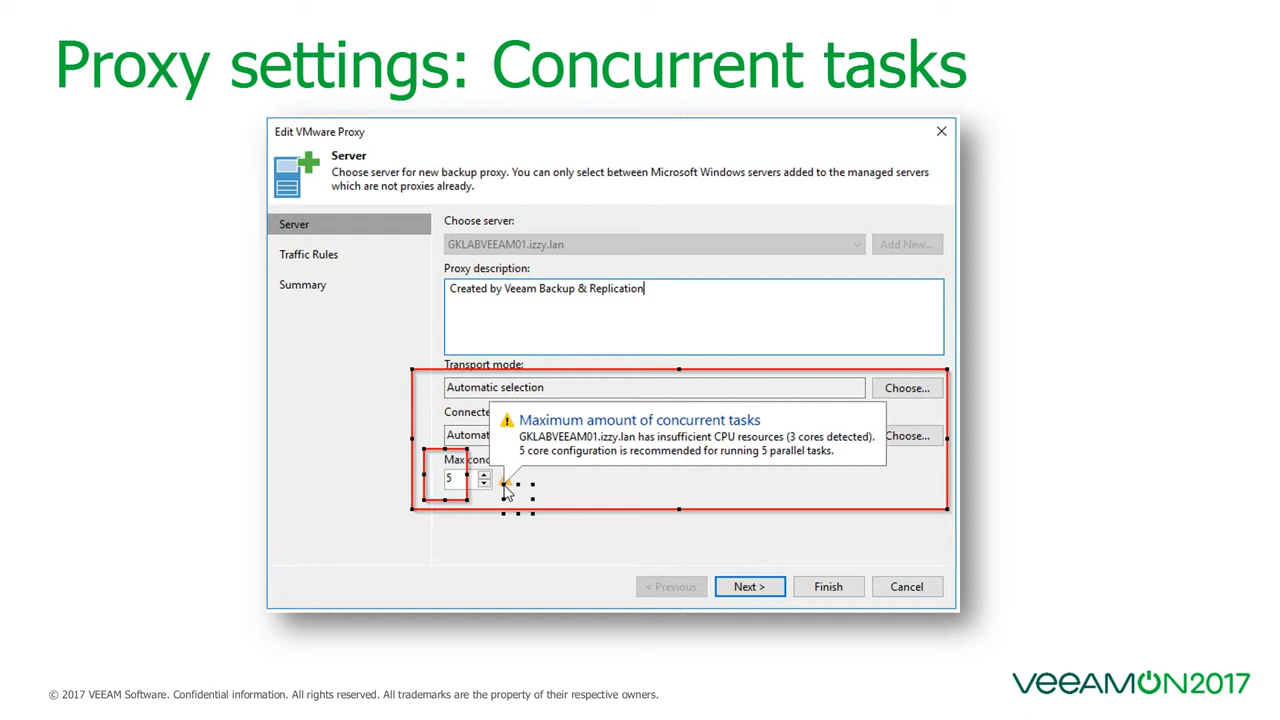 Proxy settings: Concurrent tasks
Edit VMware Proxy
Server
Choose server for new backup proxy. You can only select between Microsoft Windows servers added to the managed servers
which are not proxies already.
Server
Traffic Rules
Summary
Choose server:
GKLABVEEAM01.izzy.lan
Add New...
Proxy description:
Created by Veeam Backup & Replication
Transport mode:
Automatic selection
Choose...
Connecte
Automat
Choose...
Maximum amount of concurrent tasks
GKLABVEEAM01.izzy.lan has insufficient CPU resources (3 cores detected).
5 core configuration is recommended for running 5 parallel tasks.
Max conc
5
< Previous
Next >
Finish
Cancel
© 2017 VEEAM Software. Confidential information. All rights reserved. All trademarks are the property of their respective owners.
VEEAMON2017